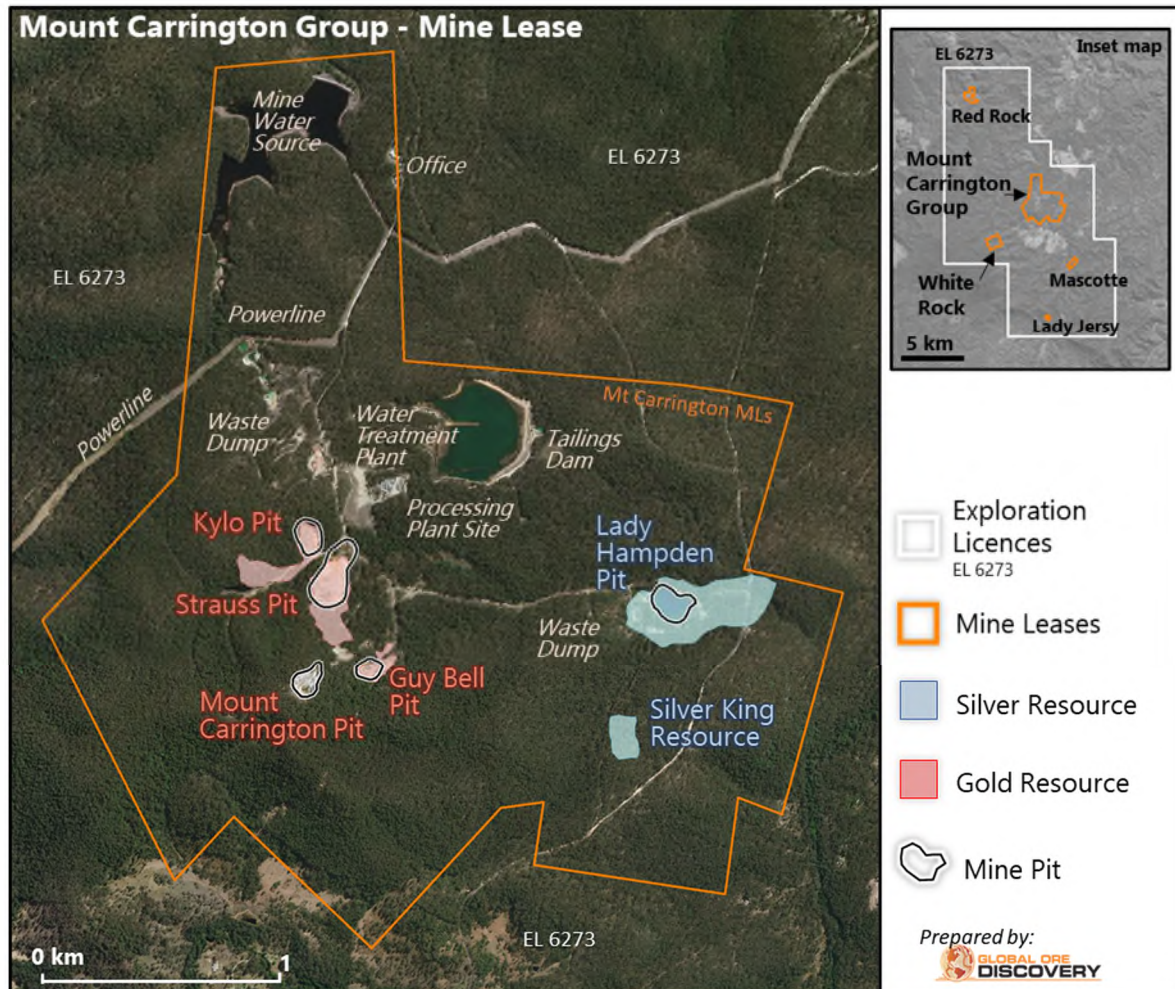 Mount Carrington Group - Mine Lease
Mine
Water
Source
Office
EL 6273
EL 6273
Powerline
Powerline
Waste
Dump
Water
Treatment
Plant
Tailings
Dam
Mt Carrington MLs
Processing
Plant Site
Kylo Pit
Strauss Pit
Lady
Hampden
Pit
Waste
Dump
Guy Bell
Pit
Mount
Carrington Pit
Silver King
Resource
EL 6273
0 km
1
Inset map
EL 6273
Red Rock
Mount
Carrington
Group
White
Rock
Mascotte
Lady Jersy
5 km
Exploration
Licences
EL 6273
Mine Leases
Silver Resource
Gold Resource
Mine Pit
Prepared by:
GLOBAL ORE
DISCOVERY